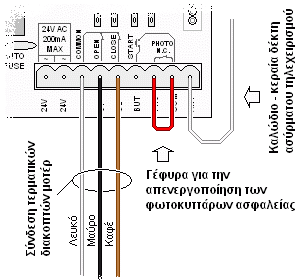 24V AC
200mA
MAX
COMMON
OPEN
CLOSE
START
PHOTO
N.C.
AUTO
FUSE
24V
24V
BUT
Σύνδεση τερματικών
διακοπτών μοτέρ
Λευκό
Μαύρο
Καφέ
Γέφυρα για την
απενεργοποίηση των
φωτοκυττάρων ασφαλείας
Καλώδιο - κεραία δέκτη
ασύρματου τηλεχειρισμού